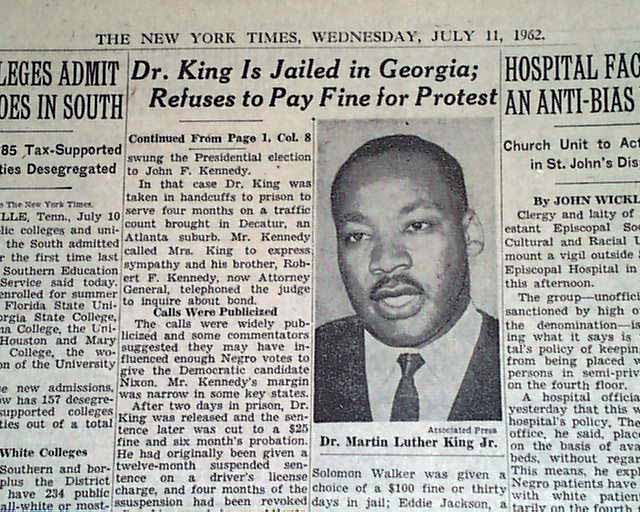 THE NEW YORK TIMES, WEDNESDAY, JULY 11, 1962.
LEGES ADMIT
OES IN SOUTH
85 Tax-Supported
ties Desegregated
The New York Times.
LLE, Tenn., July 10
lic colleges and uni-
the South admitted
r the first time last
Southern Education
Service said today.
enrolled for summer
Florida State Uni-
orgia State College,
na College, the Uni-
Houston and Mary
College, the wo-
on of the University
e new admissions,
ow has 157 desegre-
supported colleges
ties out of a total
White Colleges
Southern and bor-
plus the District
have 234 public
all-white or most-
Dr. King Is Jailed in Georgia;
Refuses to Pay Fine for Protest
Continued From Page 1, Col. 8
swung the Presidential election
to John F. Kennedy.
In that case Dr. King was
taken in handcuffs to prison to
serve four months on a traffic
count brought in Decatur, an
Atlanta suburb. Mr. Kennedy
called Mrs. King to express
sympathy and his brother, Rob-
ert F. Kennedy, now Attorney
General, telephoned the judge
to inquire about bond.
Calls Were Publicized
The calls were widely pub-
licized and some commentators
suggested they may have in-
fluenced enough Negro votes to
give the Democratic candidate
Nixon. Mr. Kennedy's margin
was narrow in some key states.
After two days in prison, Dr.
King was released and the sen-
tence later was cut to a $25
fine and six month's probation.
He had originally been given a
twelve-month suspended sen-
tence on a driver's license
charge, and four months of the
ssuspension had been revoked
Associated Press
Dr. Martin Luther King Jr.
Solomon Walker was given a
choice of a $100 fine or thirty
days in jail; Eddie Jackson, a
HOSPITAL FAC
AN ANTI-BIAS
Church Unit to Act
in St. John's Dis
By JOHN WICKL
Clergy and laity of
estant Episcopal Soc
Cultural and Racial
mount a vigil outside
Episcopal Hospital in
this afternoon.
The group—unoffic
sanctioned by high o
the denomination—
ing what it says is
tal's policy of keepin
from being placed w
persons in semi-priv
on the fourth floor.
A hospital officia
yesterday that this w
hospital's policy. The
office, he said, plac
on the basis of ava
beds, without regar
This means, he exp
Negro patients have
with white patient
tarily on the fourth